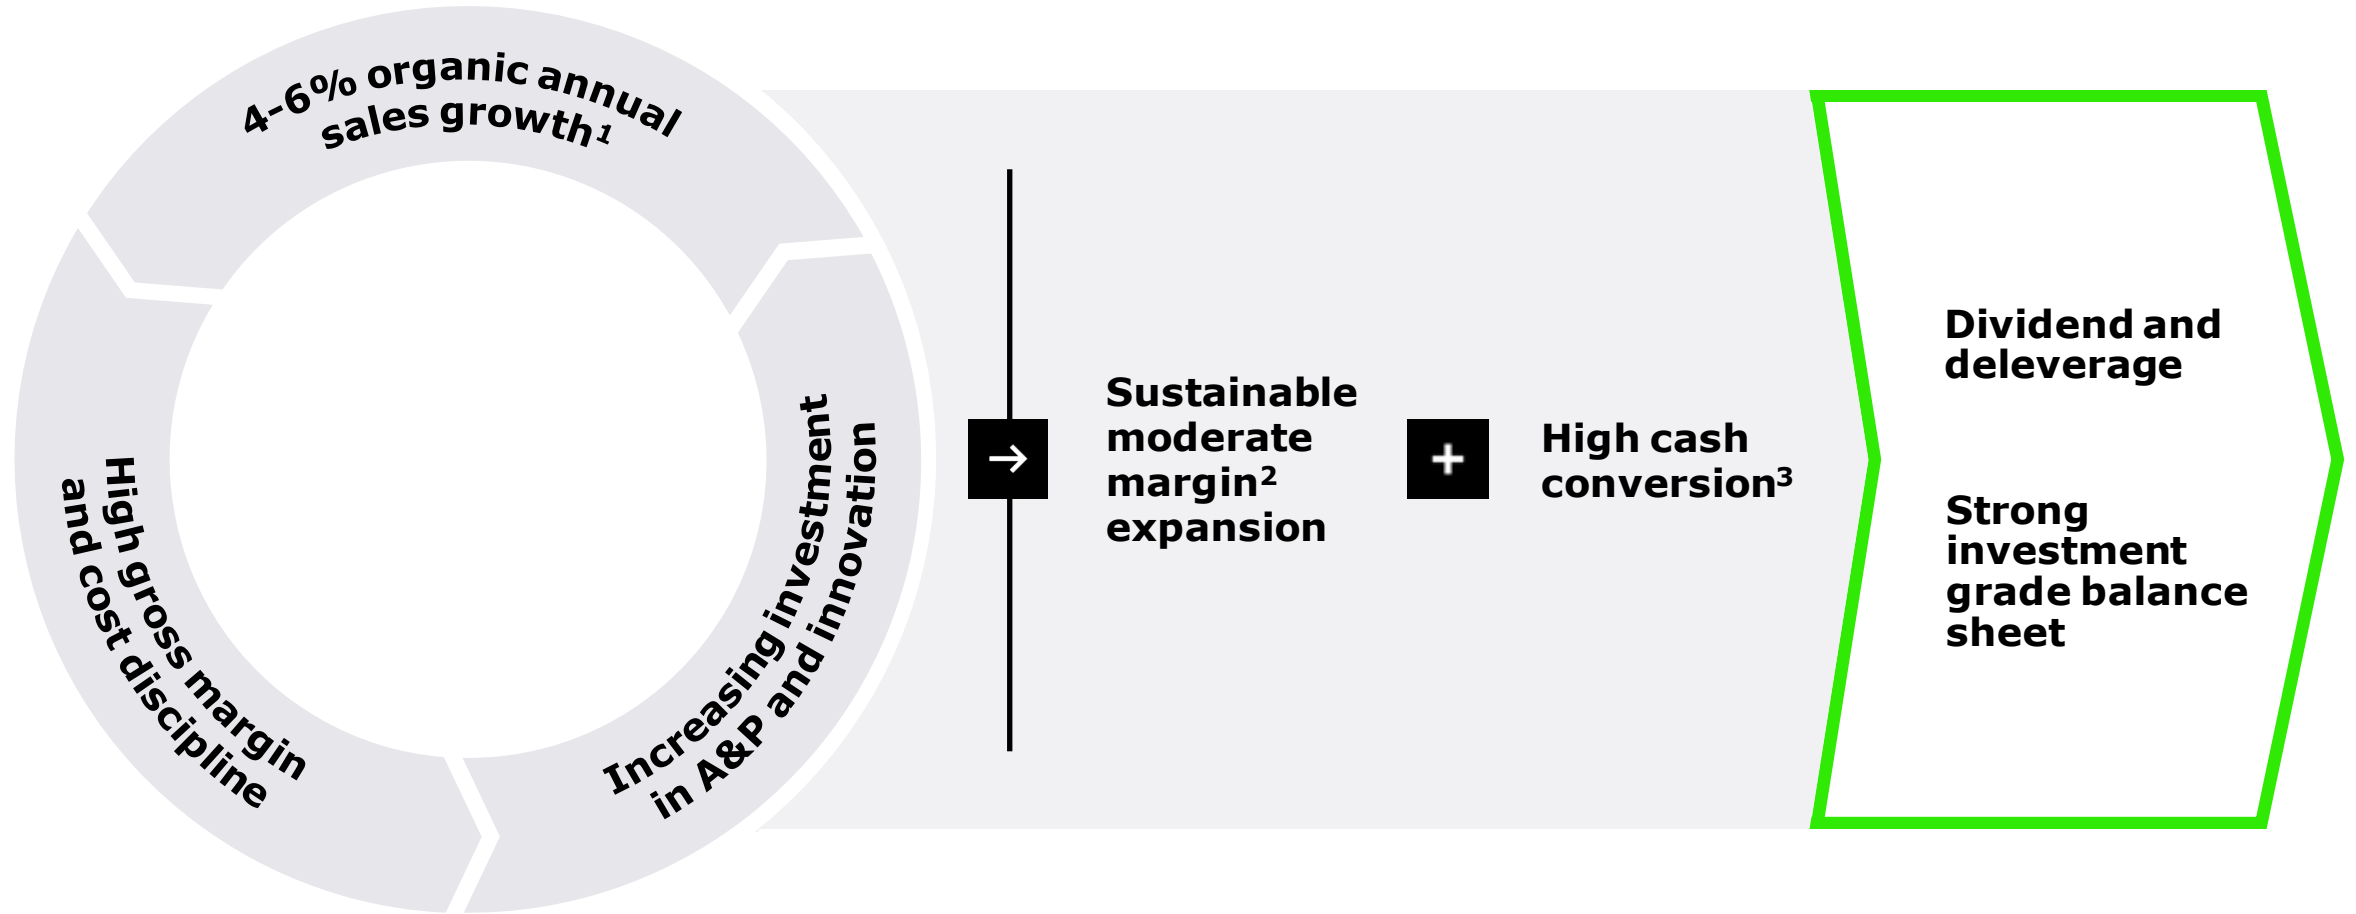 4–6% organic annual
sales growth¹
Increasing investment
in A&P and innovation
High gross margin
and cost discipline
→
Sustainable
moderate
margin²
expansion
+
High cash
conversion³
Dividend and
deleverage
Strong
investment
grade balance
sheet